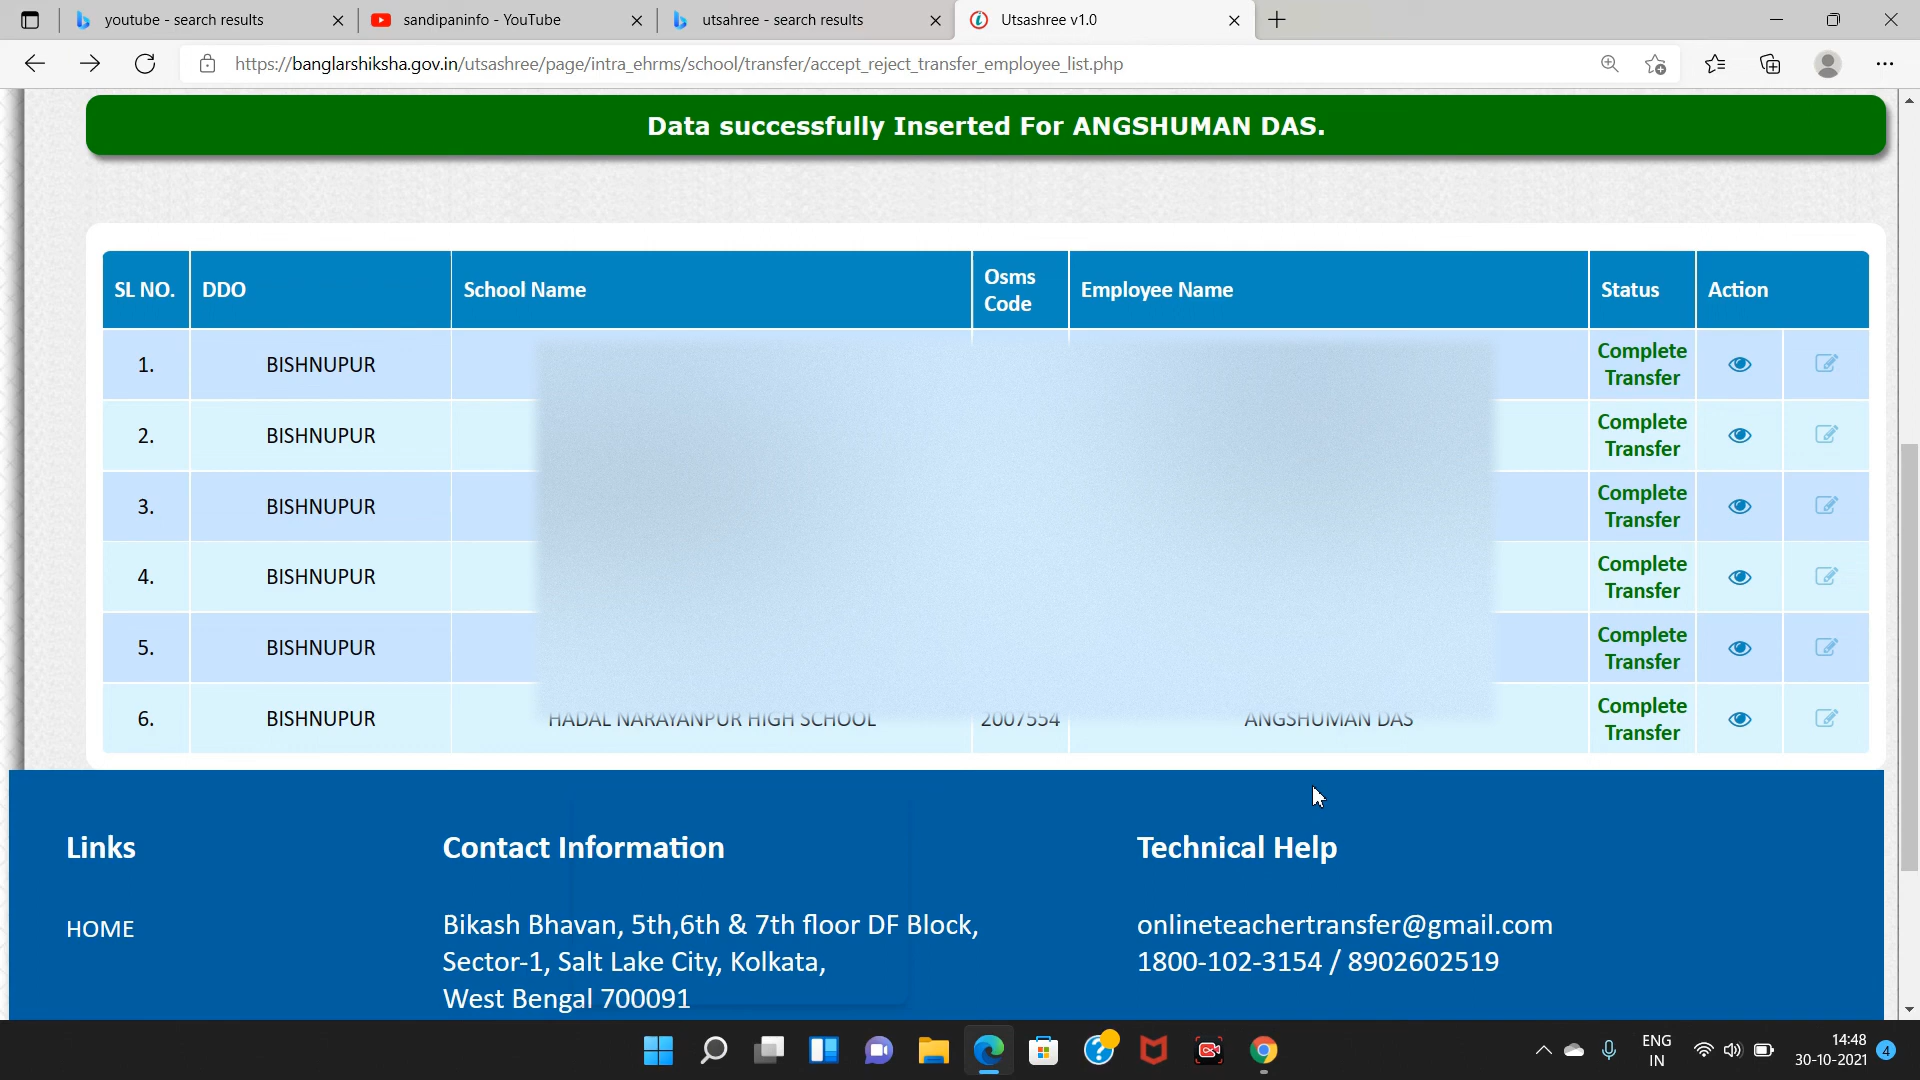 youtube - search results
sandipaninfo - YouTube
utsahree - search results
Utsashree v1.0
https://banglarshiksha.gov.in/utsashree/page/intra_ehrms/school/transfer/accept_reject_transfer_employee_list.php
Data successfully Inserted For ANGSHUMAN DAS.
SL NO. DDO School Name Osms Code Employee Name Status Action
1. BISHNUPUR Complete Transfer
2. BISHNUPUR Complete Transfer
3. BISHNUPUR Complete Transfer
4. BISHNUPUR Complete Transfer
5. BISHNUPUR Complete Transfer
6. BISHNUPUR HADAL NARAYANPUR HIGH SCHOOL 2007554 ANGSHUMAN DAS Complete Transfer
Links
HOME
Contact Information
Bikash Bhavan, 5th,6th & 7th floor DF Block,
Sector-1, Salt Lake City, Kolkata,
West Bengal 700091
Technical Help
onlineteachertransfer@gmail.com
1800-102-3154 / 8902602519
ENG
IN
14:48
30-10-2021
4